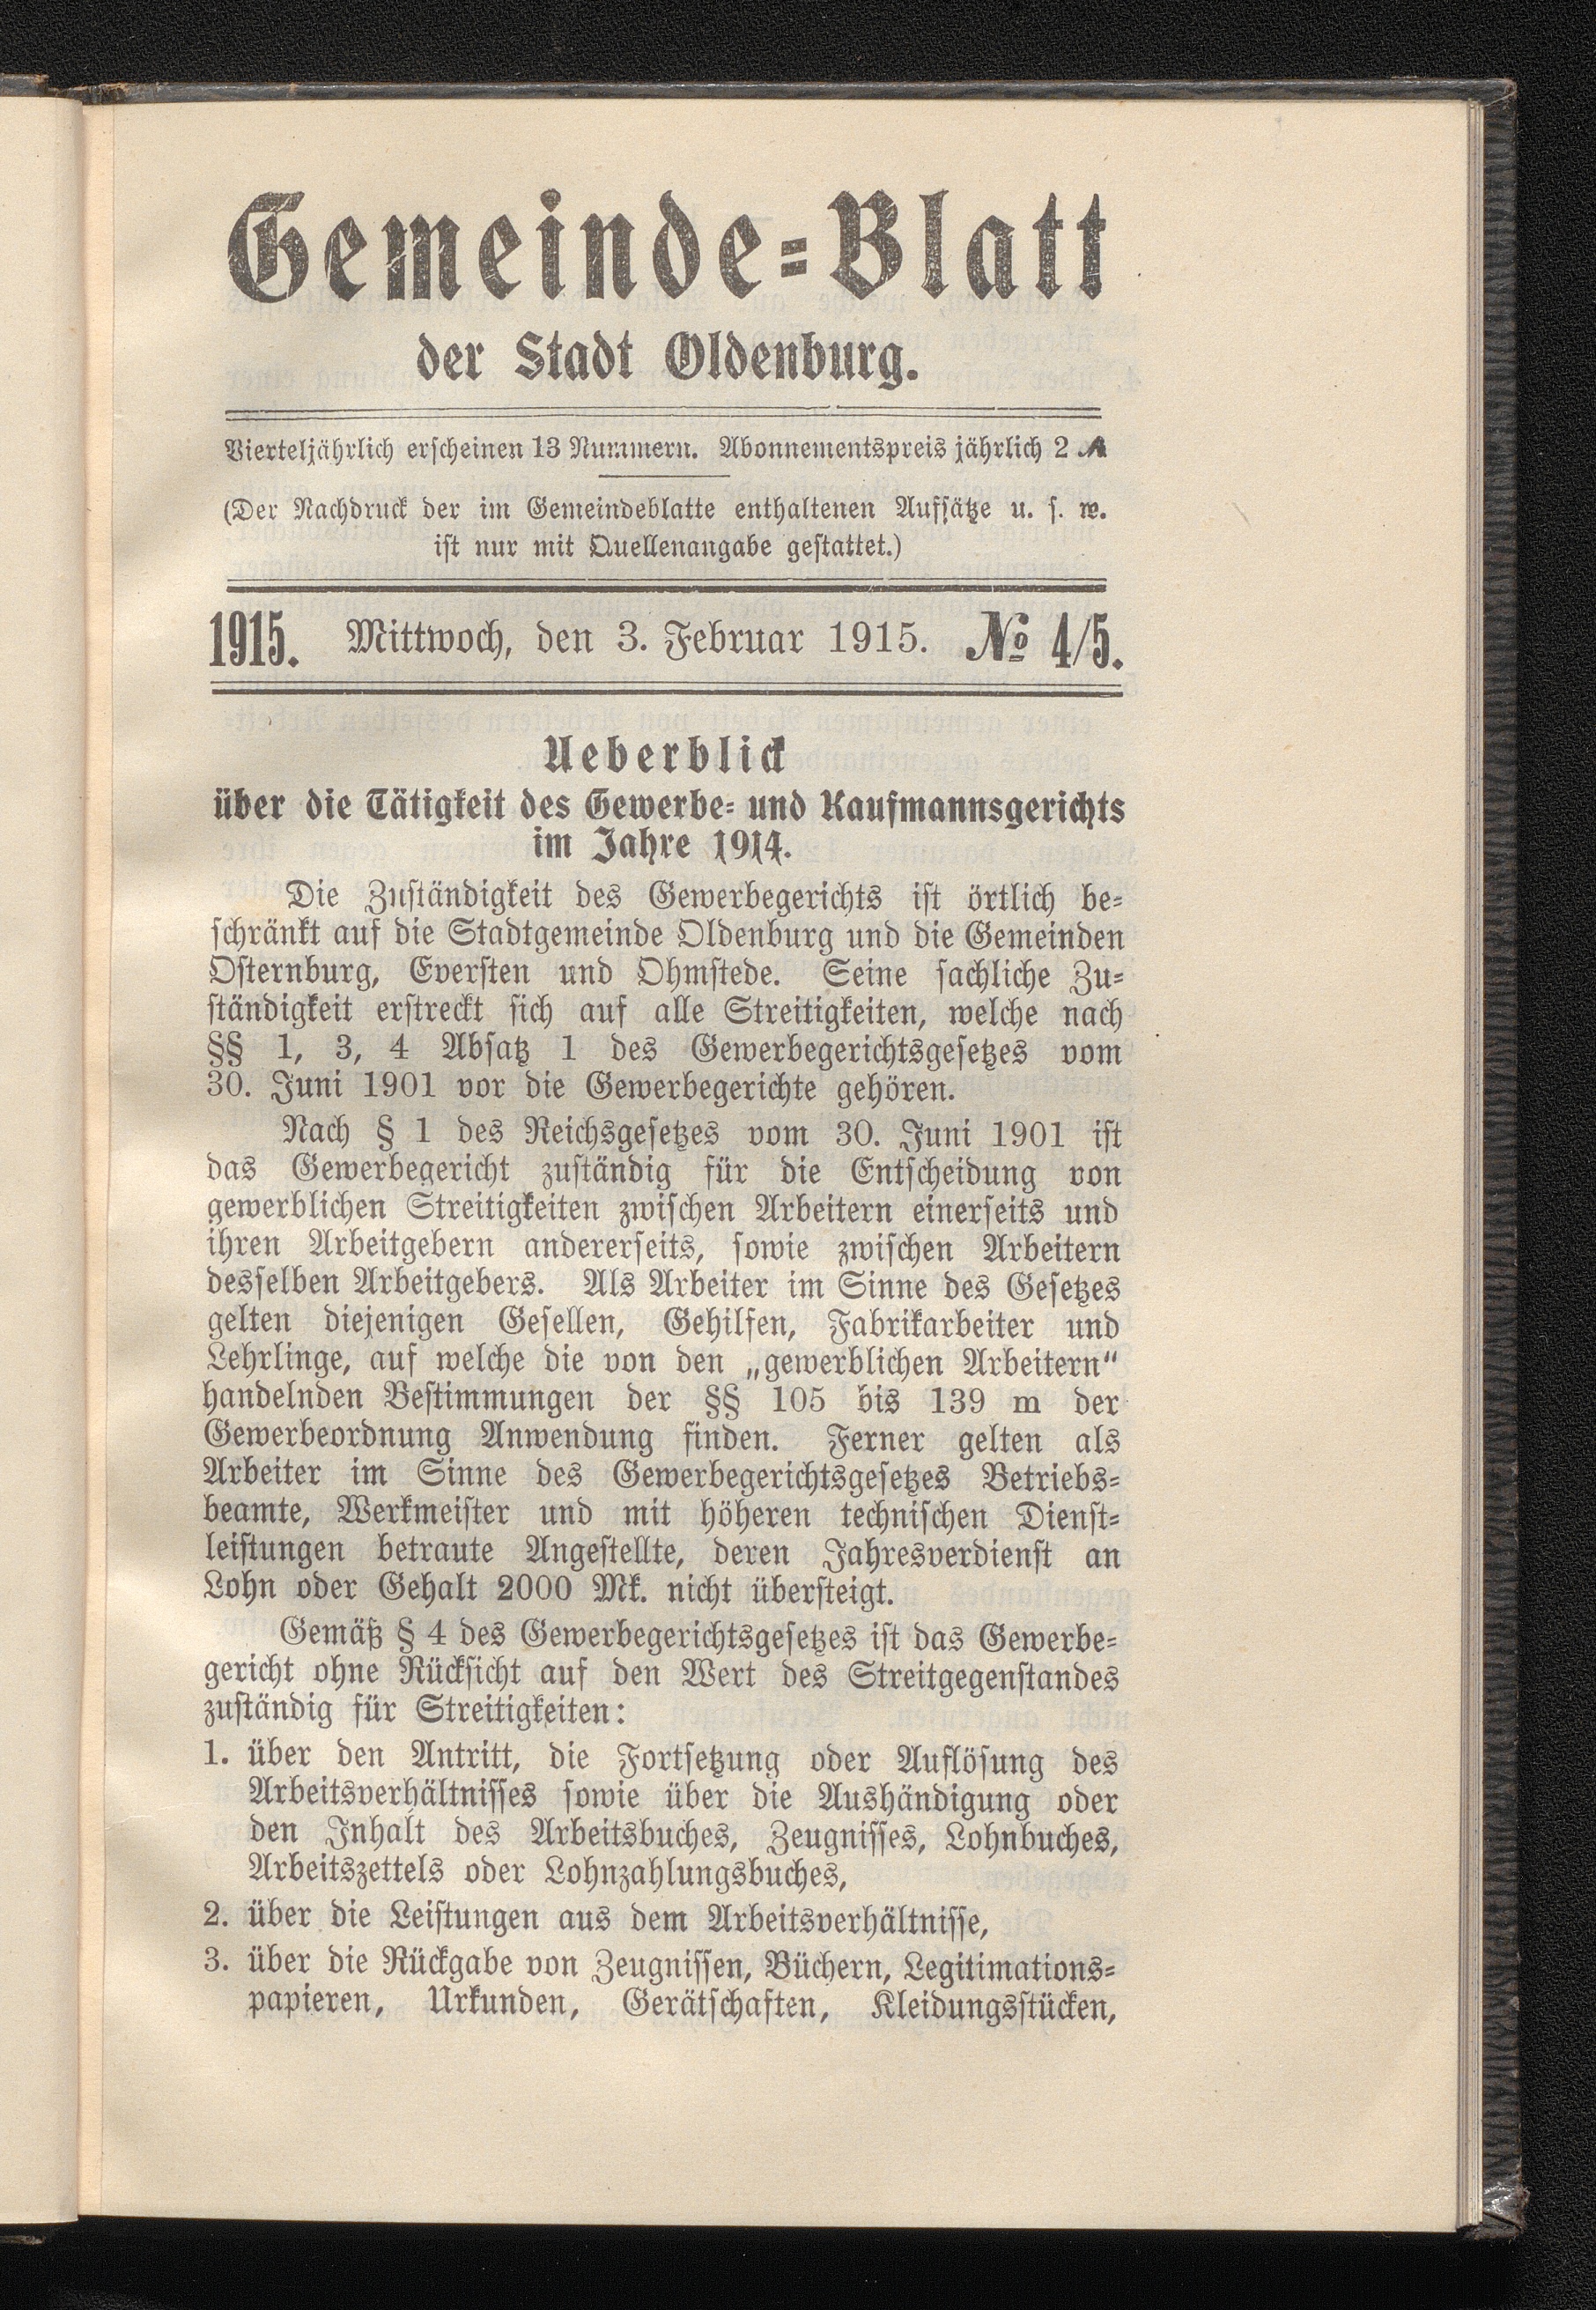 Gemeinde-Blatt
der Stadt Oldenburg.
Vierteljährlich erscheinen 13 Nummern. Abonnementspreis jährlich 2 ℳ
(Der Nachdruck der im Gemeindeblatte enthaltenen Aufsätze u. s. w.
ist nur mit Quellenangabe gestattet.)
1915. Mittwoch, den 3. Februar 1915. № 4/5.
Ueberblick
über die Tätigkeit des Gewerbe- und Kaufmannsgerichts
im Jahre 1914.
Die Zuständigkeit des Gewerbegerichts ist örtlich be-
schränkt auf die Stadtgemeinde Oldenburg und die Gemeinden
Osternburg, Eversten und Ohmstede. Seine sachliche Zu-
ständigkeit erstreckt sich auf alle Streitigkeiten, welche nach
§§ 1, 3, 4 Absatz 1 des Gewerbegerichtsgesetzes vom
30. Juni 1901 vor die Gewerbegerichte gehören.
Nach § 1 des Reichsgesetzes vom 30. Juni 1901 ist
das Gewerbegericht zuständig für die Entscheidung von
gewerblichen Streitigkeiten zwischen Arbeitern einerseits und
ihren Arbeitgebern andererseits, sowie zwischen Arbeitern
desselben Arbeitgebers. Als Arbeiter im Sinne des Gesetzes
gelten diejenigen Gesellen, Gehilfen, Fabrikarbeiter und
Lehrlinge, auf welche die von den „gewerblichen Arbeitern“
handelnden Bestimmungen der §§ 105 bis 139 m der
Gewerbeordnung Anwendung finden. Ferner gelten als
Arbeiter im Sinne des Gewerbegerichtsgesetzes Betriebs-
beamte, Werkmeister und mit höheren technischen Dienst-
leistungen betraute Angestellte, deren Jahresverdienst an
Lohn oder Gehalt 2000 Mk. nicht übersteigt.
Gemäß § 4 des Gewerbegerichtsgesetzes ist das Gewerbe-
gericht ohne Rücksicht auf den Wert des Streitgegenstandes
zuständig für Streitigkeiten:
1. über den Antritt, die Fortsetzung oder Auflösung des
Arbeitsverhältnisses sowie über die Aushändigung oder
den Inhalt des Arbeitsbuches, Zeugnisses, Lohnbuches,
Arbeitszettels oder Lohnzahlungsbuches,
2. über die Leistungen aus dem Arbeitsverhältnisse,
3. über die Rückgabe von Zeugnissen, Büchern, Legitimations-
papieren, Urkunden, Gerätschaften, Kleidungsstücken,